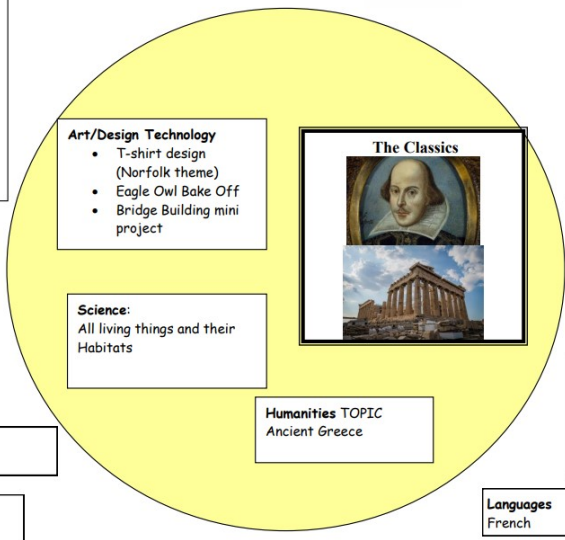 Art/Design Technology
• T-shirt design
(Norfolk theme)
• Eagle Owl Bake Off
• Bridge Building mini
project
The Classics
Science:
All living things and their
Habitats
Humanities TOPIC
Ancient Greece
Languages
French